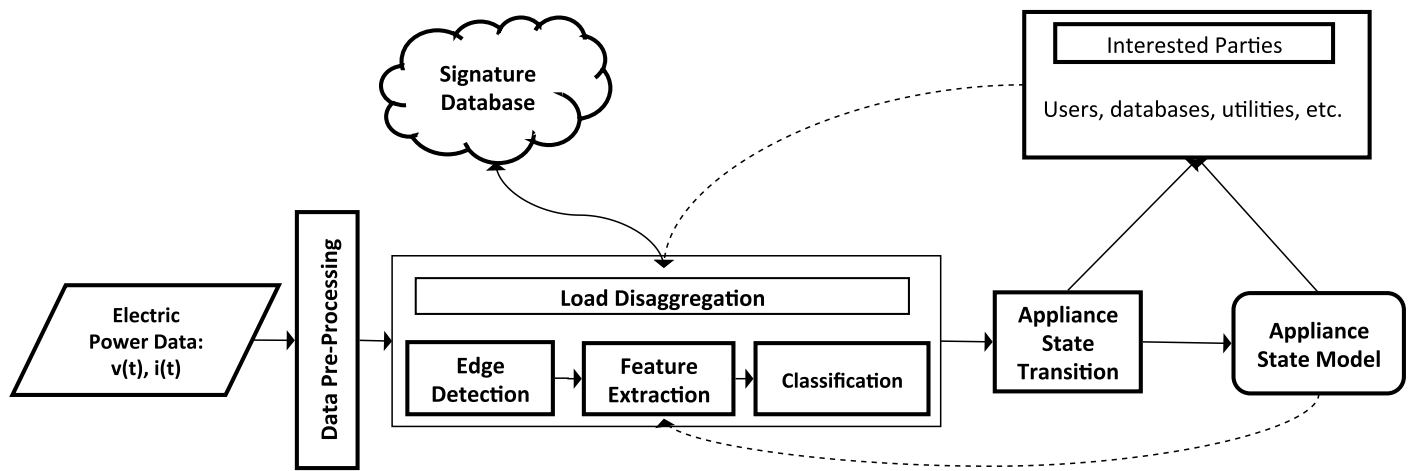 Signature
Database
Interested Parties
Users, databases, utilities, etc.
Electric
Power Data:
v(t), i(t)
Data Pre-Processing
Load Disaggregation
Edge
Detection
Feature
Extraction
Classification
Appliance
State
Transition
Appliance
State Model